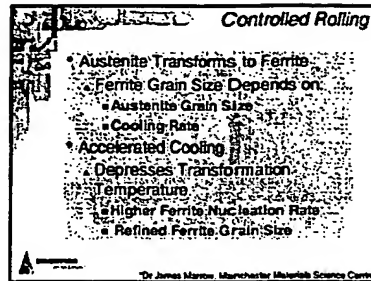 Controlled Rolling
Austenite Transforms to Ferrite
Ferrite Grain Size Depends on:
Austenite Grain Size
Cooling Rate
Accelerated Cooling
Depresses Transformation
Temperature
Higher Ferrite Nucleation Rate
Refined Ferrite Grain Size
Dr James Marrow, Manchester Materials Science Centre